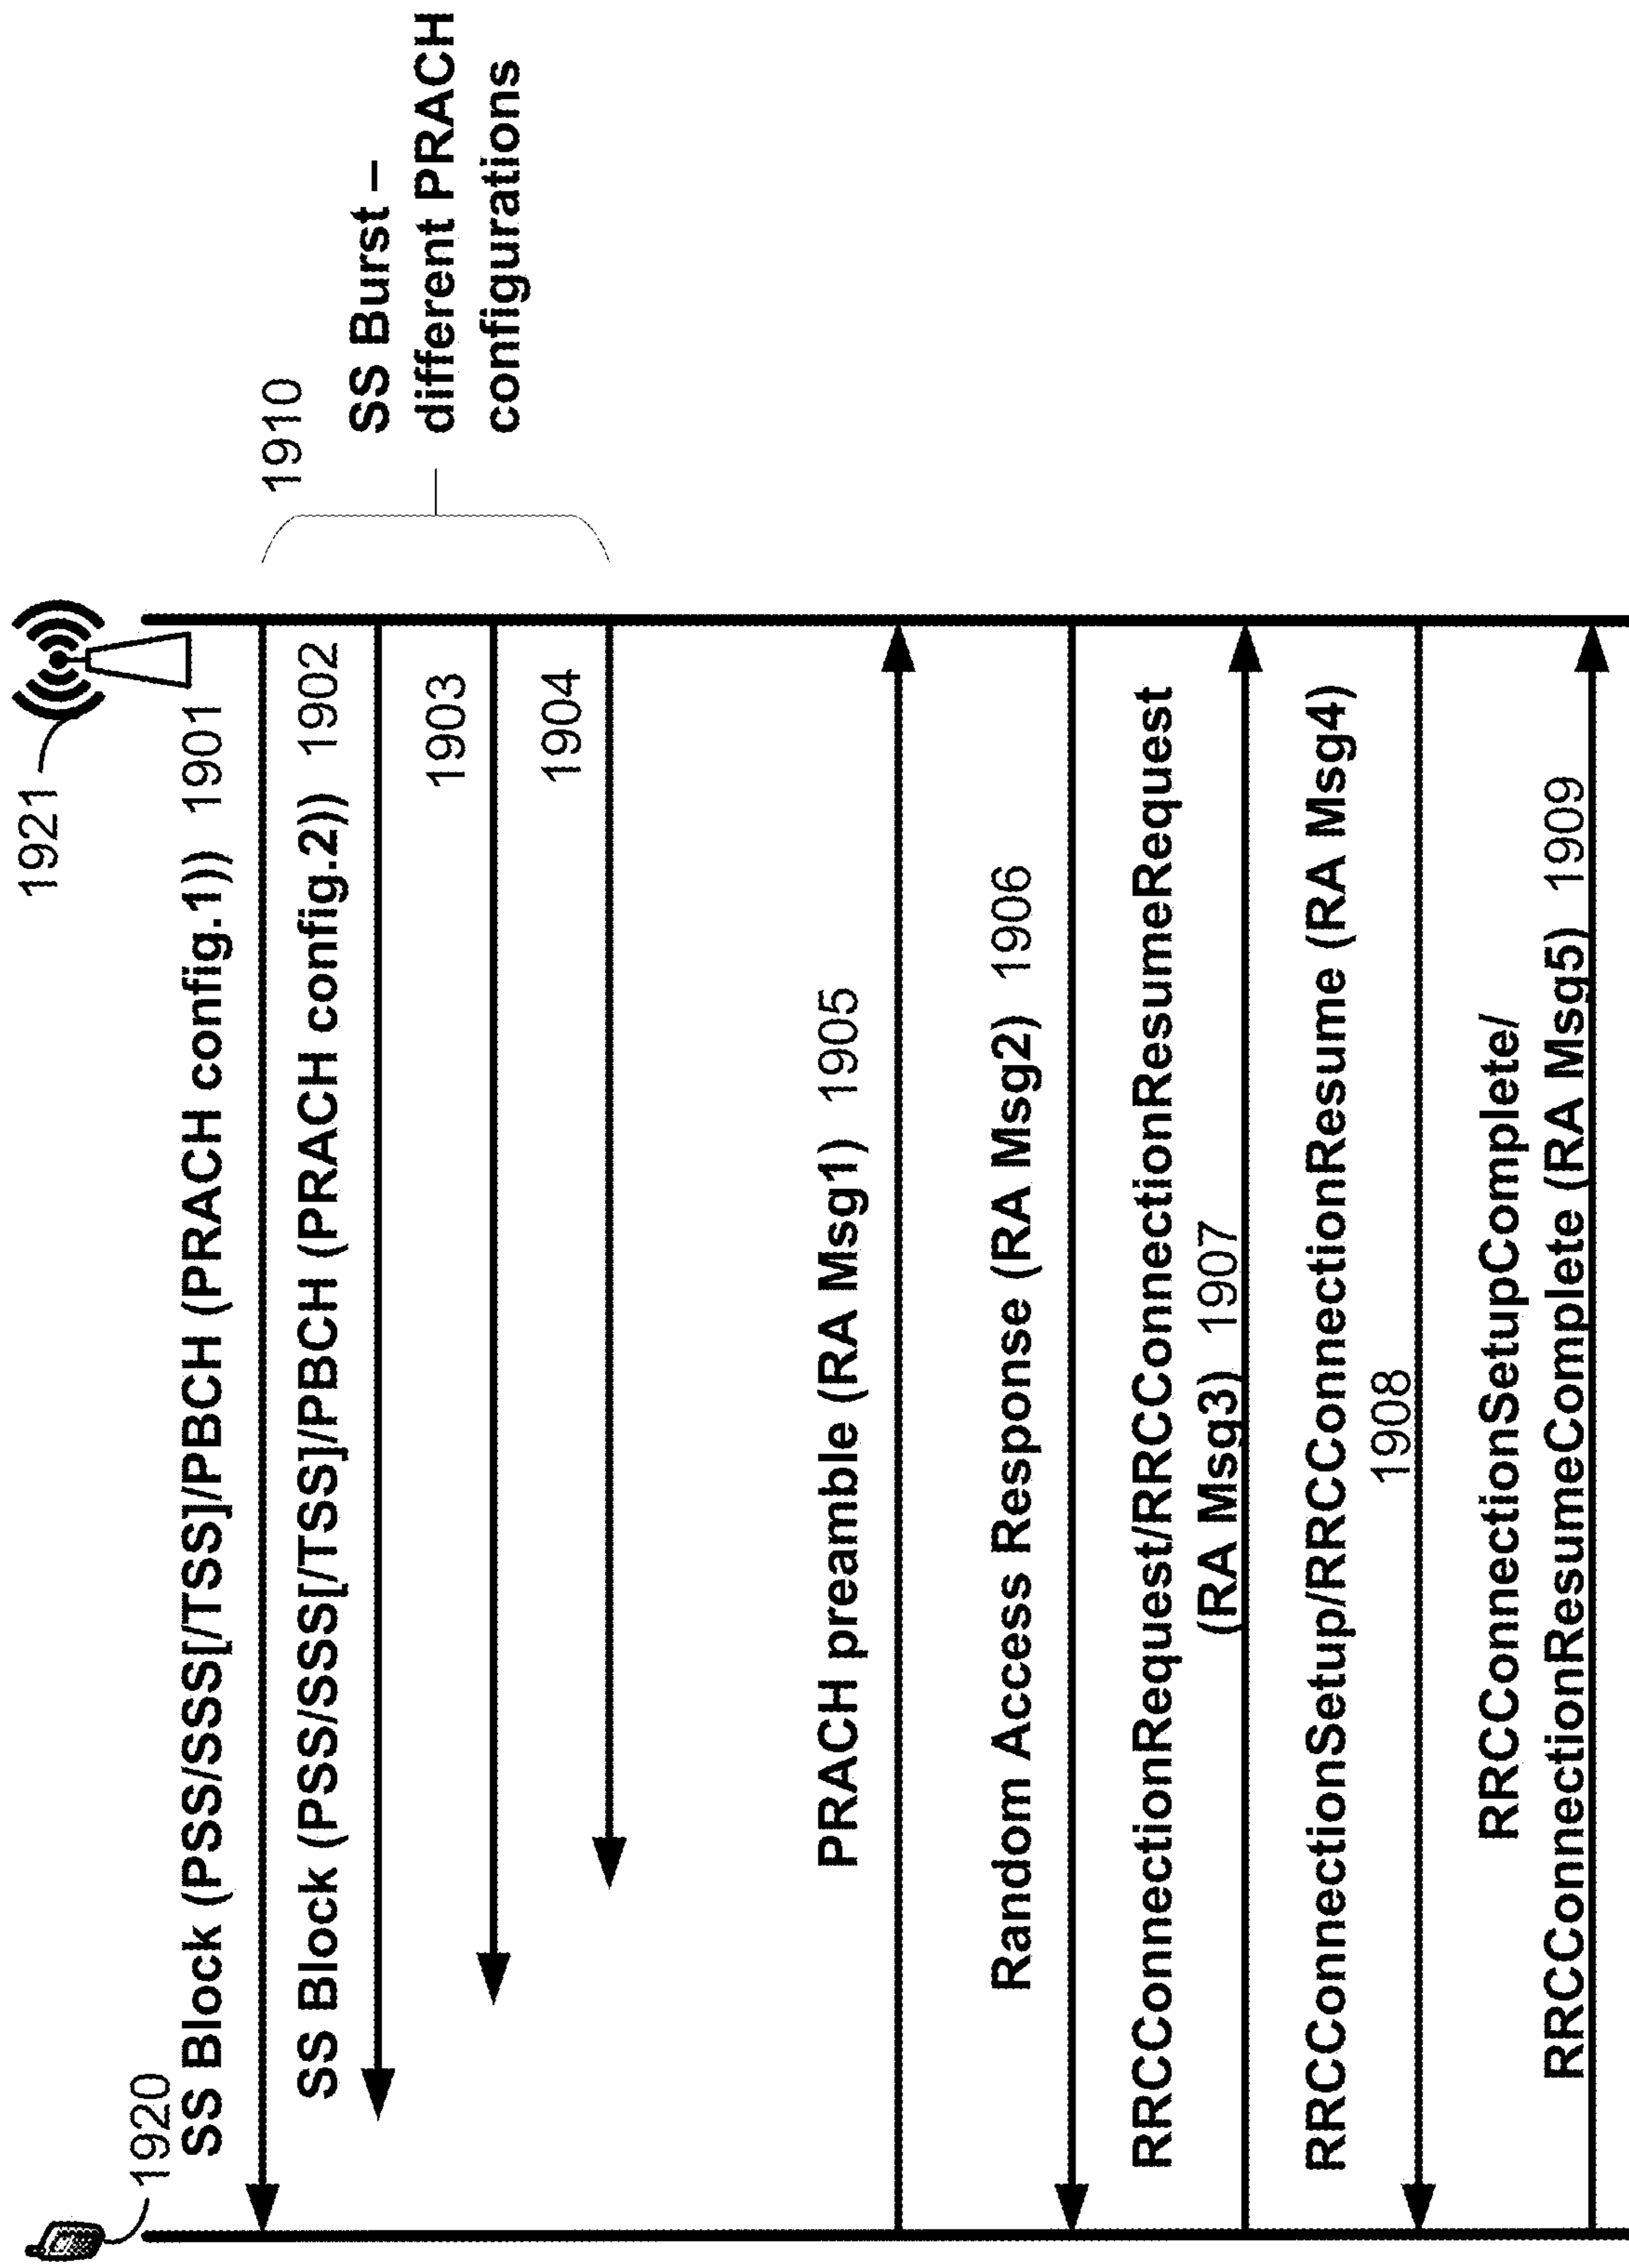 1920
1921
SS Block (PSS/SSS[/TSS]/PBCH (PRACH config.1)) 1901
SS Block (PSS/SSS[/TSS]/PBCH (PRACH config.2)) 1902
1903
1904
1910
SS Burst –
different PRACH
configurations
PRACH preamble (RA Msg1) 1905
Random Access Response (RA Msg2) 1906
RRCConnectionRequest/RRCConnectionResumeRequest
(RA Msg3) 1907
RRCConnectionSetup/RRCConnectionResume (RA Msg4)
1908
RRCConnectionSetupComplete/
RRCConnectionResumeComplete (RA Msg5) 1909